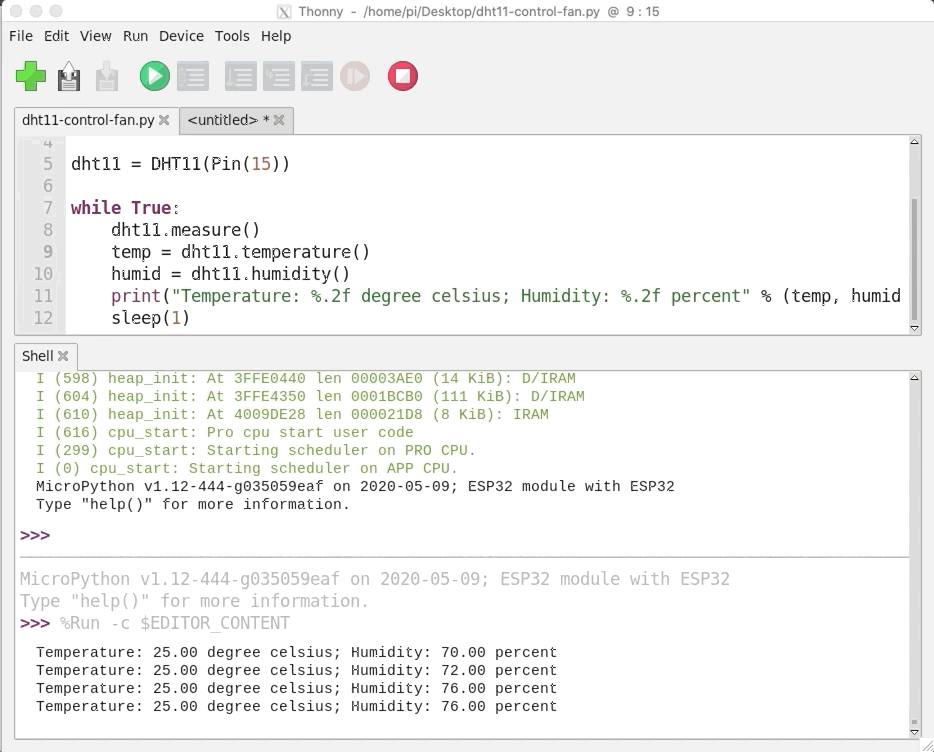 Thonny - /home/pi/Desktop/dht11-control-fan.py @ 9 : 15
File Edit View Run Device Tools Help
dht11-control-fan.py <untitled> *
4
5 dht11 = DHT11(Pin(15))
6
7 while True:
8 dht11.measure()
9 temp = dht11.temperature()
10 humid = dht11.humidity()
11 print("Temperature: %.2f degree celsius; Humidity: %.2f percent" % (temp, humid
12 sleep(1)
Shell
I (598) heap_init: At 3FFE0440 len 00003AE0 (14 KiB): D/IRAM
I (604) heap_init: At 3FFE4350 len 0001BCB0 (111 KiB): D/IRAM
I (610) heap_init: At 4009DE28 len 000021D8 (8 KiB): IRAM
I (616) cpu_start: Pro cpu start user code
I (299) cpu_start: Starting scheduler on PRO CPU.
I (0) cpu_start: Starting scheduler on APP CPU.
MicroPython v1.12-444-g035059eaf on 2020-05-09; ESP32 module with ESP32
Type "help()" for more information.
>>>
MicroPython v1.12-444-g035059eaf on 2020-05-09; ESP32 module with ESP32
Type "help()" for more information.
>>> %Run -c $EDITOR_CONTENT
Temperature: 25.00 degree celsius; Humidity: 70.00 percent
Temperature: 25.00 degree celsius; Humidity: 72.00 percent
Temperature: 25.00 degree celsius; Humidity: 76.00 percent
Temperature: 25.00 degree celsius; Humidity: 76.00 percent